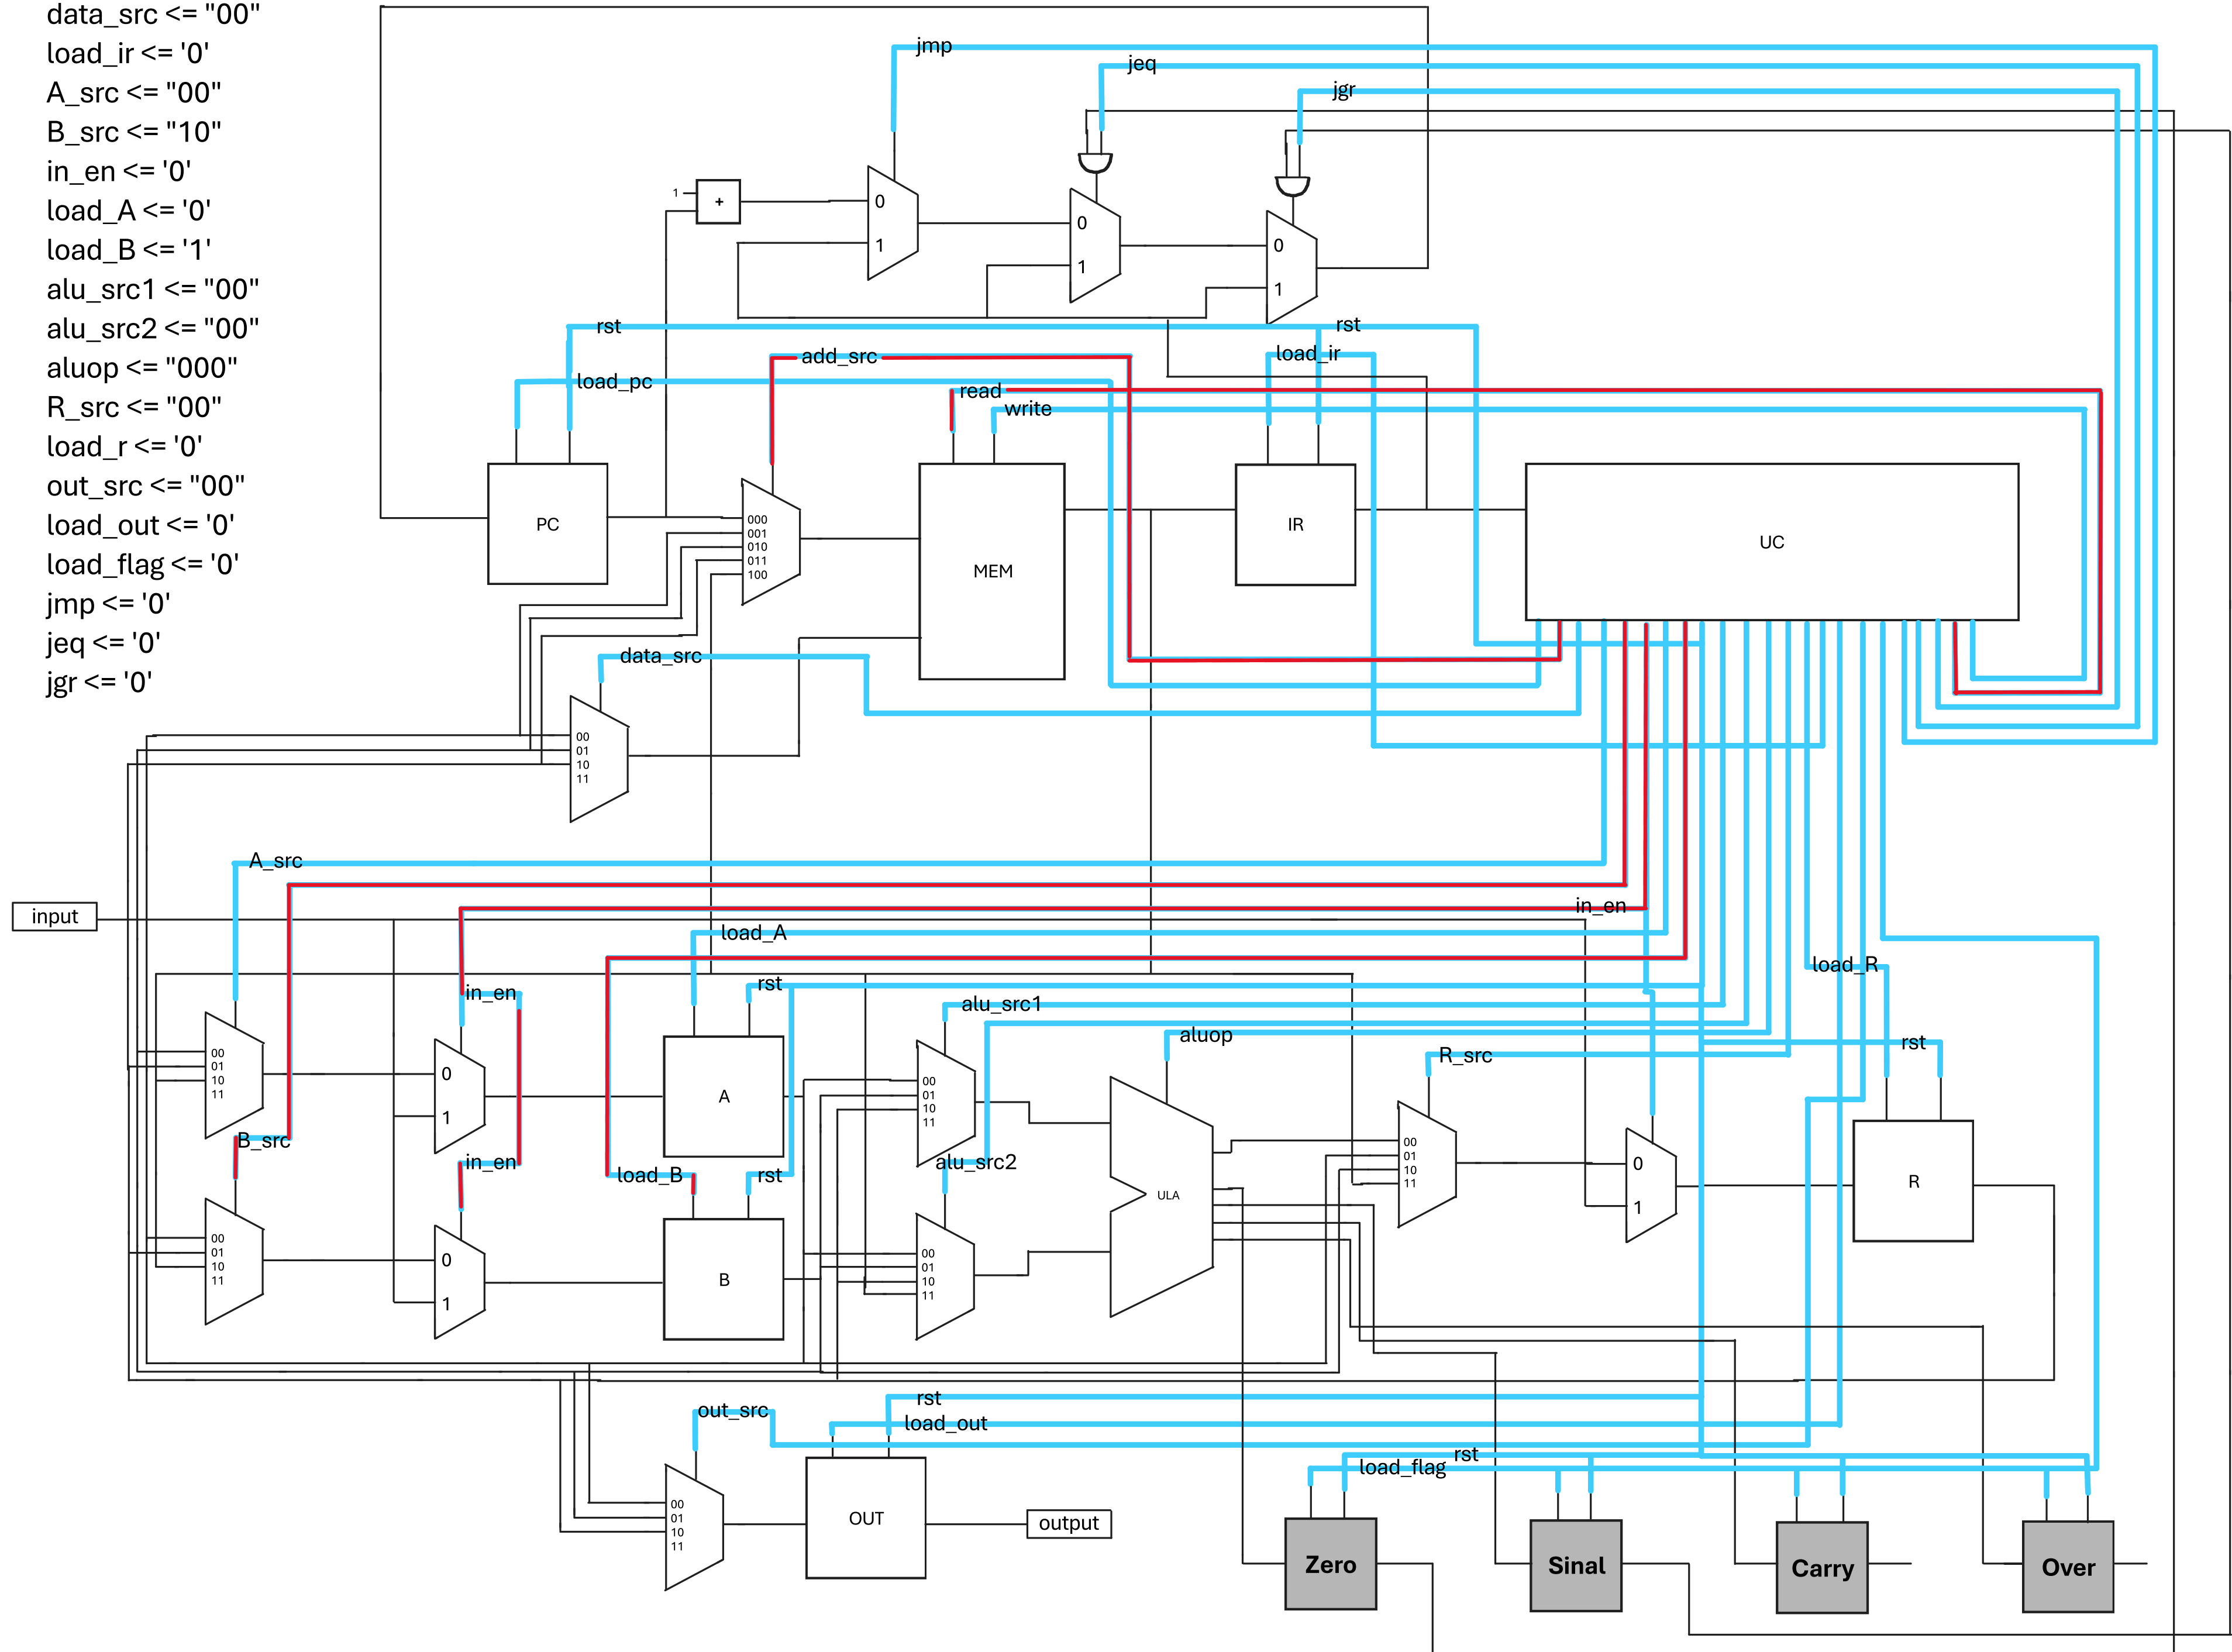 data_src <= "00"
load_ir <= '0'
A_src <= "00"
B_src <= "10"
in_en <= '0'
load_A <= '0'
load_B <= '1'
alu_src1 <= "00"
alu_src2 <= "00"
aluop <= "000"
R_src <= "00"
load_r <= '0'
out_src <= "00"
load_out <= '0'
load_flag <= '0'
jmp <= '0'
jeq <= '0'
jgr <= '0'
jmp
jeq
jgr
1
+
0
1
0
1
0
1
rst
rst
add_src
load_ir
load_pc
read
write
PC
000
001
010
011
100
MEM
IR
UC
data_src
00
01
10
11
A_src
input
in_en
load_A
load_R
rst
in_en
alu_src1
aluop
rst
R_src
00
01
10
11
0
1
A
00
01
10
11
B_src
in_en
load_B
rst
alu_src2
ULA
00
01
10
11
0
1
R
00
01
10
11
0
1
B
00
01
10
11
rst
out_src
load_out
rst
load_flag
00
01
10
11
OUT
output
Zero
Sinal
Carry
Over